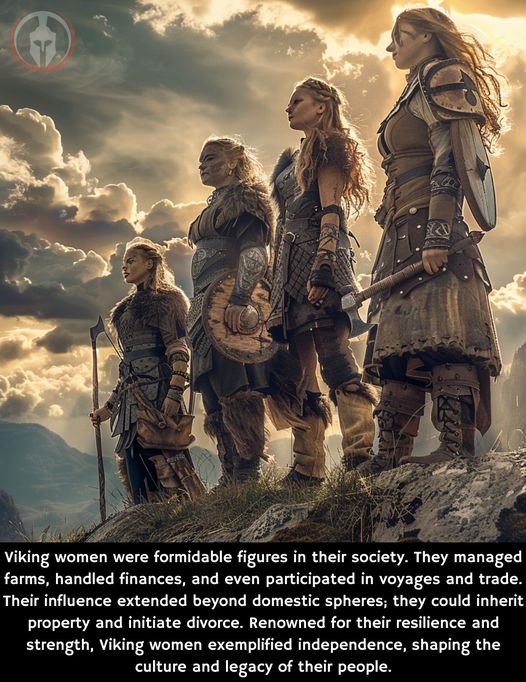 Viking women were formidable figures in their society. They managed
farms, handled finances, and even participated in voyages and trade.
Their influence extended beyond domestic spheres; they could inherit
property and initiate divorce. Renowned for their resilience and
strength, Viking women exemplified independence, shaping the
culture and legacy of their people.